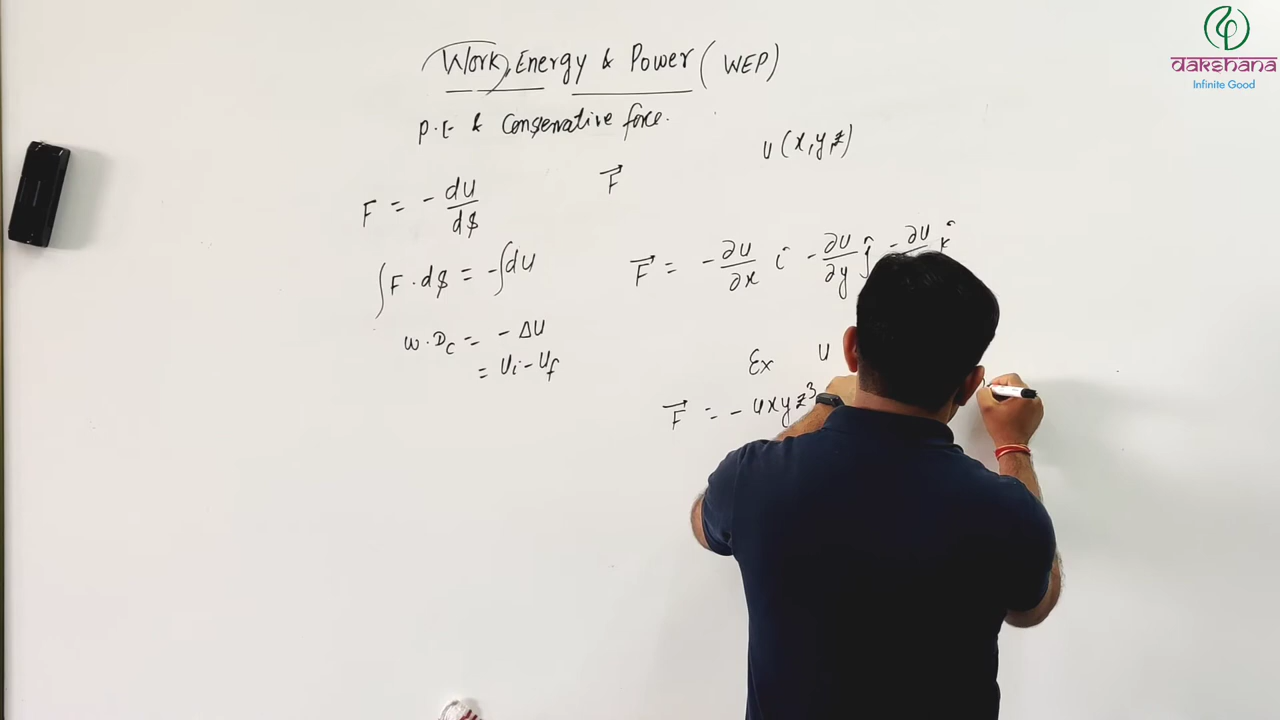 dakshana
Infinite Good
Work, Energy & Power (WEP)
P.E & Conservative force.
U(x,y,z)
F = - dU/ds
F⃗
∫F·ds = -∫dU
F⃗ = - ∂U/∂x î - ∂U/∂y ĵ - ∂U k̂
W.Dc = - ΔU
= Ui - Uf
Ex U
F⃗ = - 4xyz³